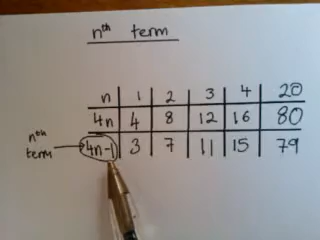 nth term
n 1 2 3 4 20
4n 4 8 12 16 80
nth term 4n-1 3 7 11 15 79